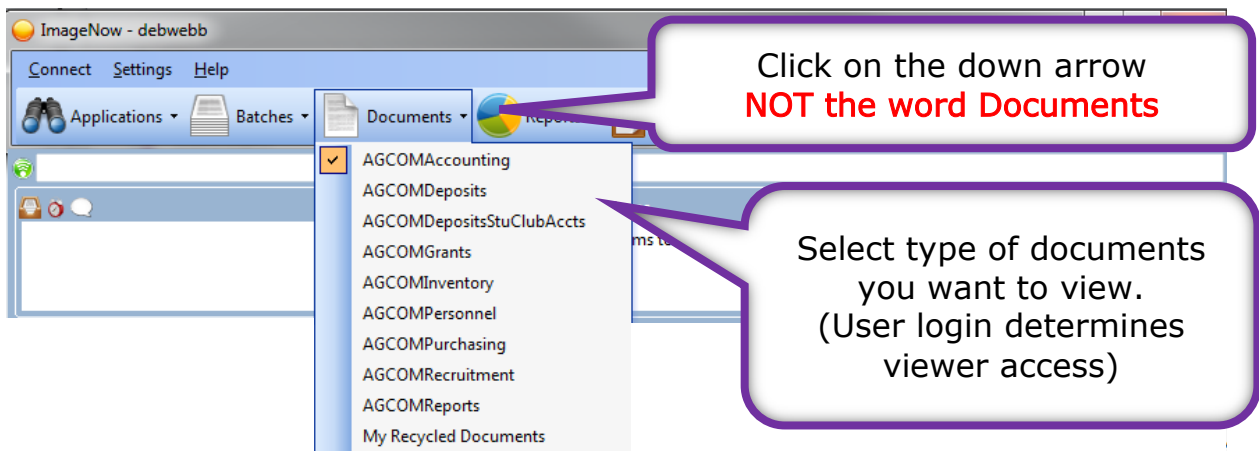 ImageNow - debwebb
Connect Settings Help
Applications Batches Documents Reports
Click on the down arrow
NOT the word Documents
AGCOMAccounting
AGCOMDeposits
AGCOMDepositsStuClubAccts
AGCOMGrants
AGCOMInventory
AGCOMPersonnel
AGCOMPurchasing
AGCOMRecruitment
AGCOMReports
My Recycled Documents
Select type of documents
you want to view.
(User login determines
viewer access)